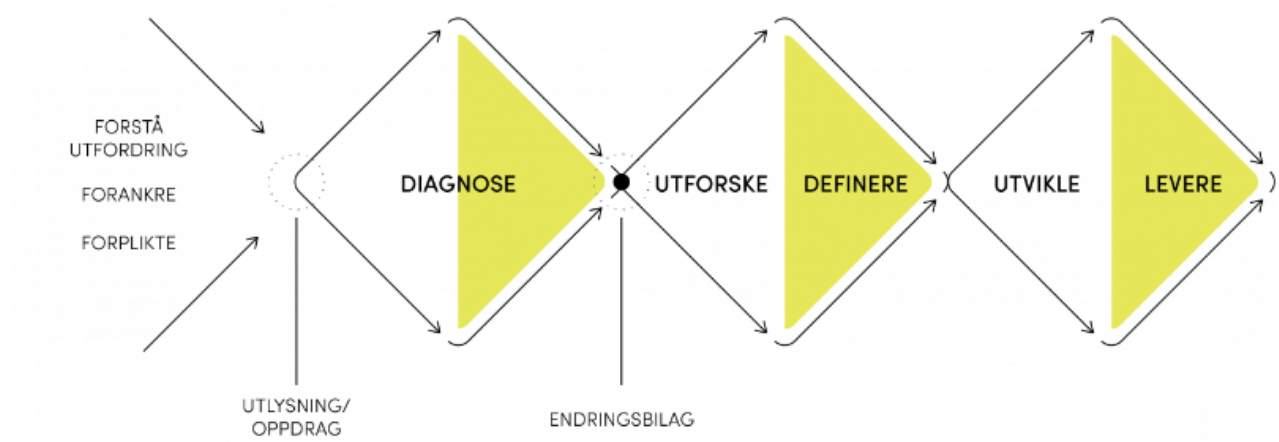 FORSTÅ
UTFORDRING
FORANKRE
FORPLIKTE
DIAGNOSE
UTFORSKE
DEFINERE
UTVIKLE
LEVERE
UTLYSNING/
OPPDRAG
ENDRINGSBILAG